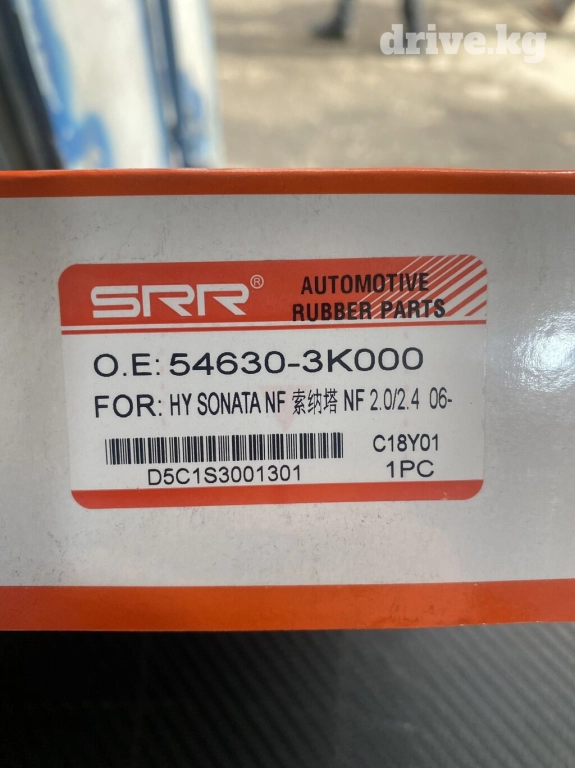 drive.kg
SRR®
AUTOMOTIVE
RUBBER PARTS
O.E: 54630-3K000
FOR: HY SONATA NF 索纳塔 NF 2.0/2.4 06-
D5C1S3001301
C18Y01
1PC